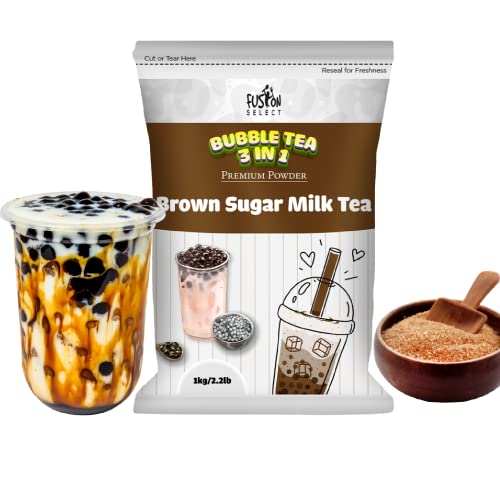 Cut or Tear Here
Reseal for Freshness
FUSION
SELECT
BUBBLE TEA
3 IN 1
PREMIUM POWDER
Brown Sugar Milk Tea
1kg/2.2lb